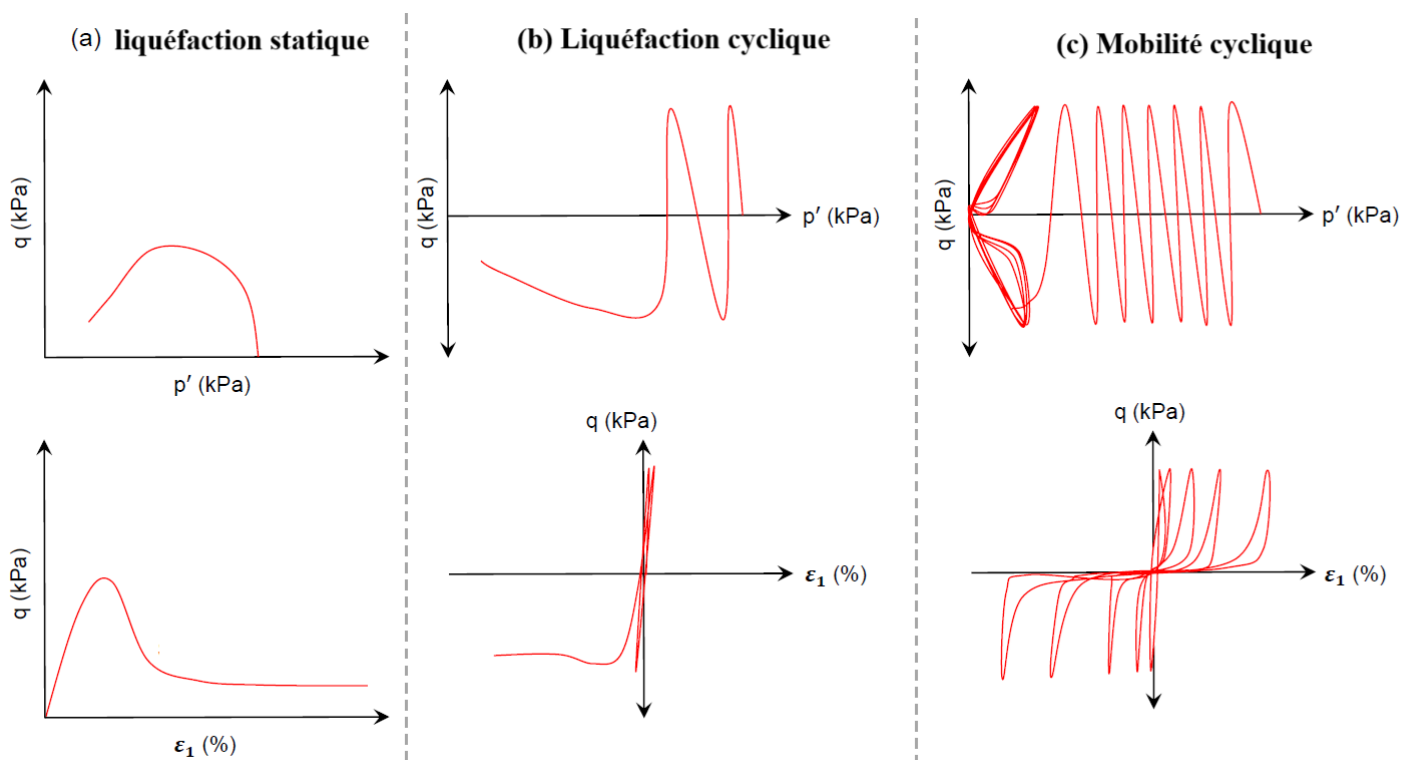 (a) liquéfaction statique
q (kPa)
p′ (kPa)
q (kPa)
ε₁ (%)
(b) Liquéfaction cyclique
q (kPa)
p′ (kPa)
q (kPa)
ε₁ (%)
(c) Mobilité cyclique
q (kPa)
p′ (kPa)
q (kPa)
ε₁ (%)